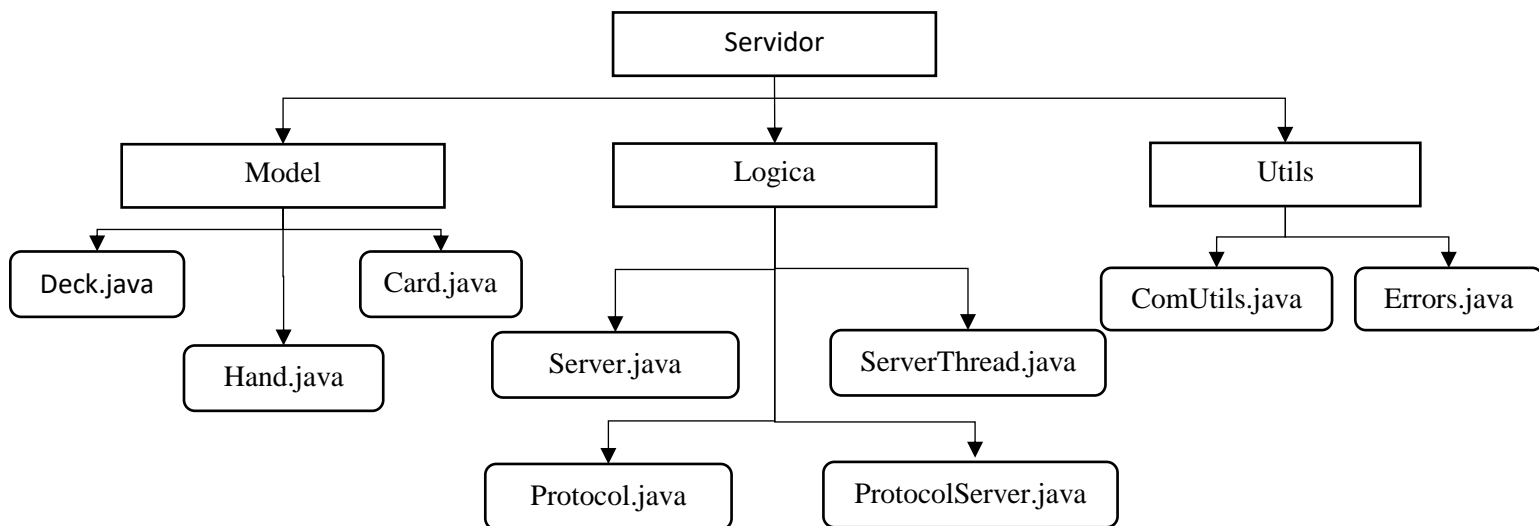 Servidor
Model
Logica
Utils
Deck.java
Card.java
ComUtils.java
Errors.java
Hand.java
Server.java
ServerThread.java
Protocol.java
ProtocolServer.java